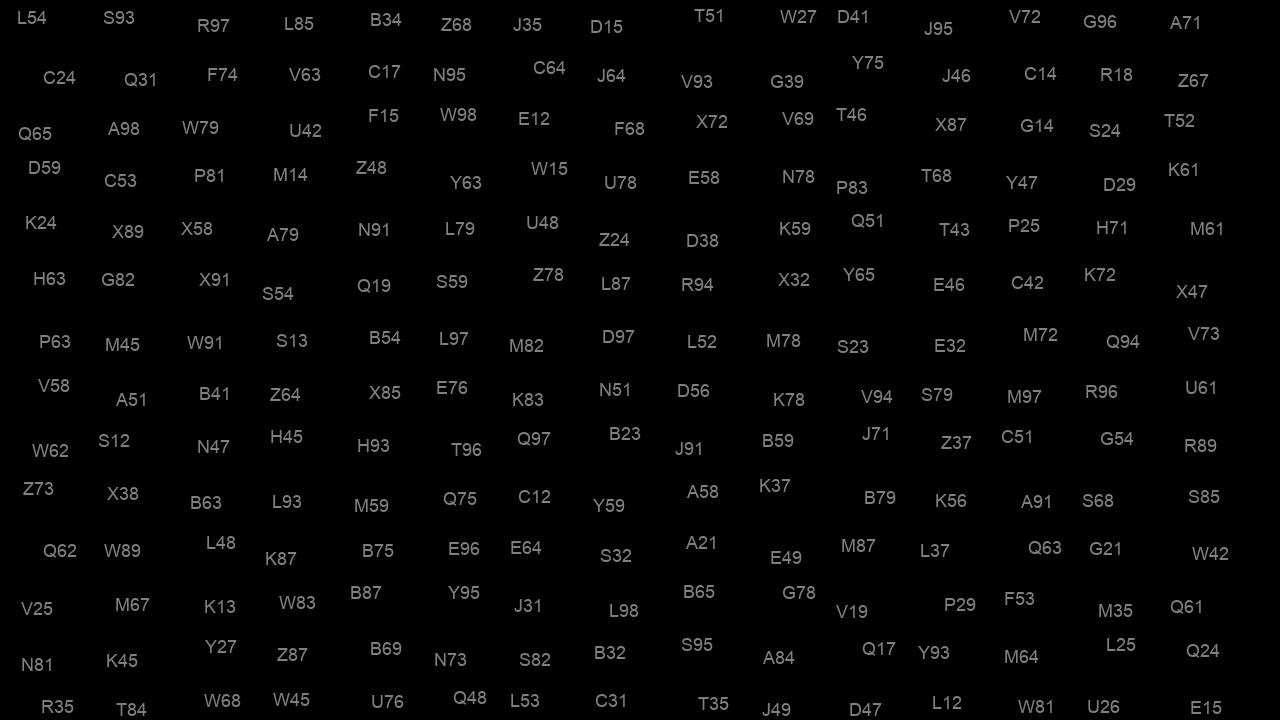 L54 S93 R97 L85 B34 Z68 J35 D15 T51 W27 D41 J95 V72 G96 A71
C24 Q31 F74 V63 C17 N95 C64 J64 V93 G39 Y75 J46 C14 R18 Z67
Q65 A98 W79 U42 F15 W98 E12 F68 X72 V69 T46 X87 G14 S24 T52
D59 C53 P81 M14 Z48 Y63 W15 U78 E58 N78 P83 T68 Y47 D29 K61
K24 X89 X58 A79 N91 L79 U48 Z24 D38 K59 Q51 T43 P25 H71 M61
H63 G82 X91 S54 Q19 S59 Z78 L87 R94 X32 Y65 E46 C42 K72 X47
P63 M45 W91 S13 B54 L97 M82 D97 L52 M78 S23 E32 M72 Q94 V73
V58 A51 B41 Z64 X85 E76 K83 N51 D56 K78 V94 S79 M97 R96 U61
W62 S12 N47 H45 H93 T96 Q97 B23 J91 B59 J71 Z37 C51 G54 R89
Z73 X38 B63 L93 M59 Q75 C12 Y59 A58 K37 B79 K56 A91 S68 S85
Q62 W89 L48 K87 B75 E96 E64 S32 A21 E49 M87 L37 Q63 G21 W42
V25 M67 K13 W83 B87 Y95 J31 L98 B65 G78 V19 P29 F53 M35 Q61
N81 K45 Y27 Z87 B69 N73 S82 B32 S95 A84 Q17 Y93 M64 L25 Q24
R35 T84 W68 W45 U76 Q48 L53 C31 T35 J49 D47 L12 W81 U26 E15